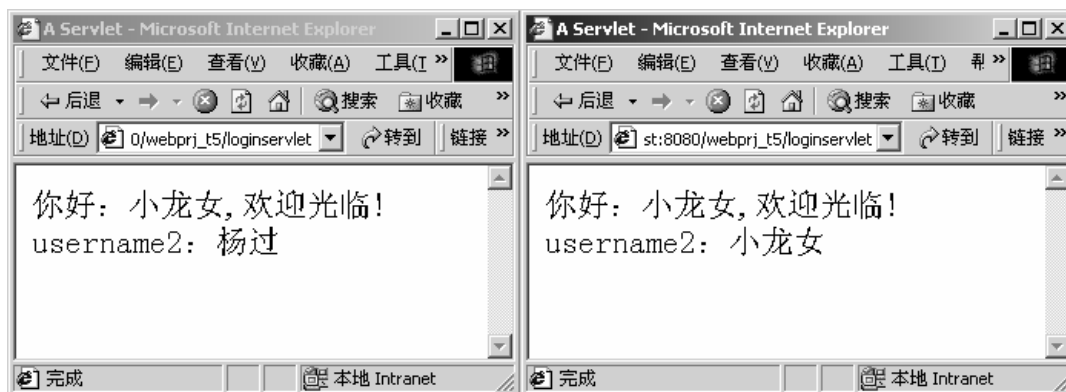 A Servlet - Microsoft Internet Explorer
文件(F) 编辑(E) 查看(V) 收藏(A) 工具(T »
后退 搜索 收藏 »
地址(D) 0/webprj_t5/loginservlet 转到 链接 »
你好：小龙女,欢迎光临!
username2：杨过
完成 本地 Intranet
A Servlet - Microsoft Internet Explorer
文件(F) 编辑(E) 查看(V) 收藏(A) 工具(T) 帮 »
后退 搜索 收藏 »
地址(D) st:8080/webprj_t5/loginservlet 转到 链接 »
你好：小龙女,欢迎光临!
username2：小龙女
完成 本地 Intranet